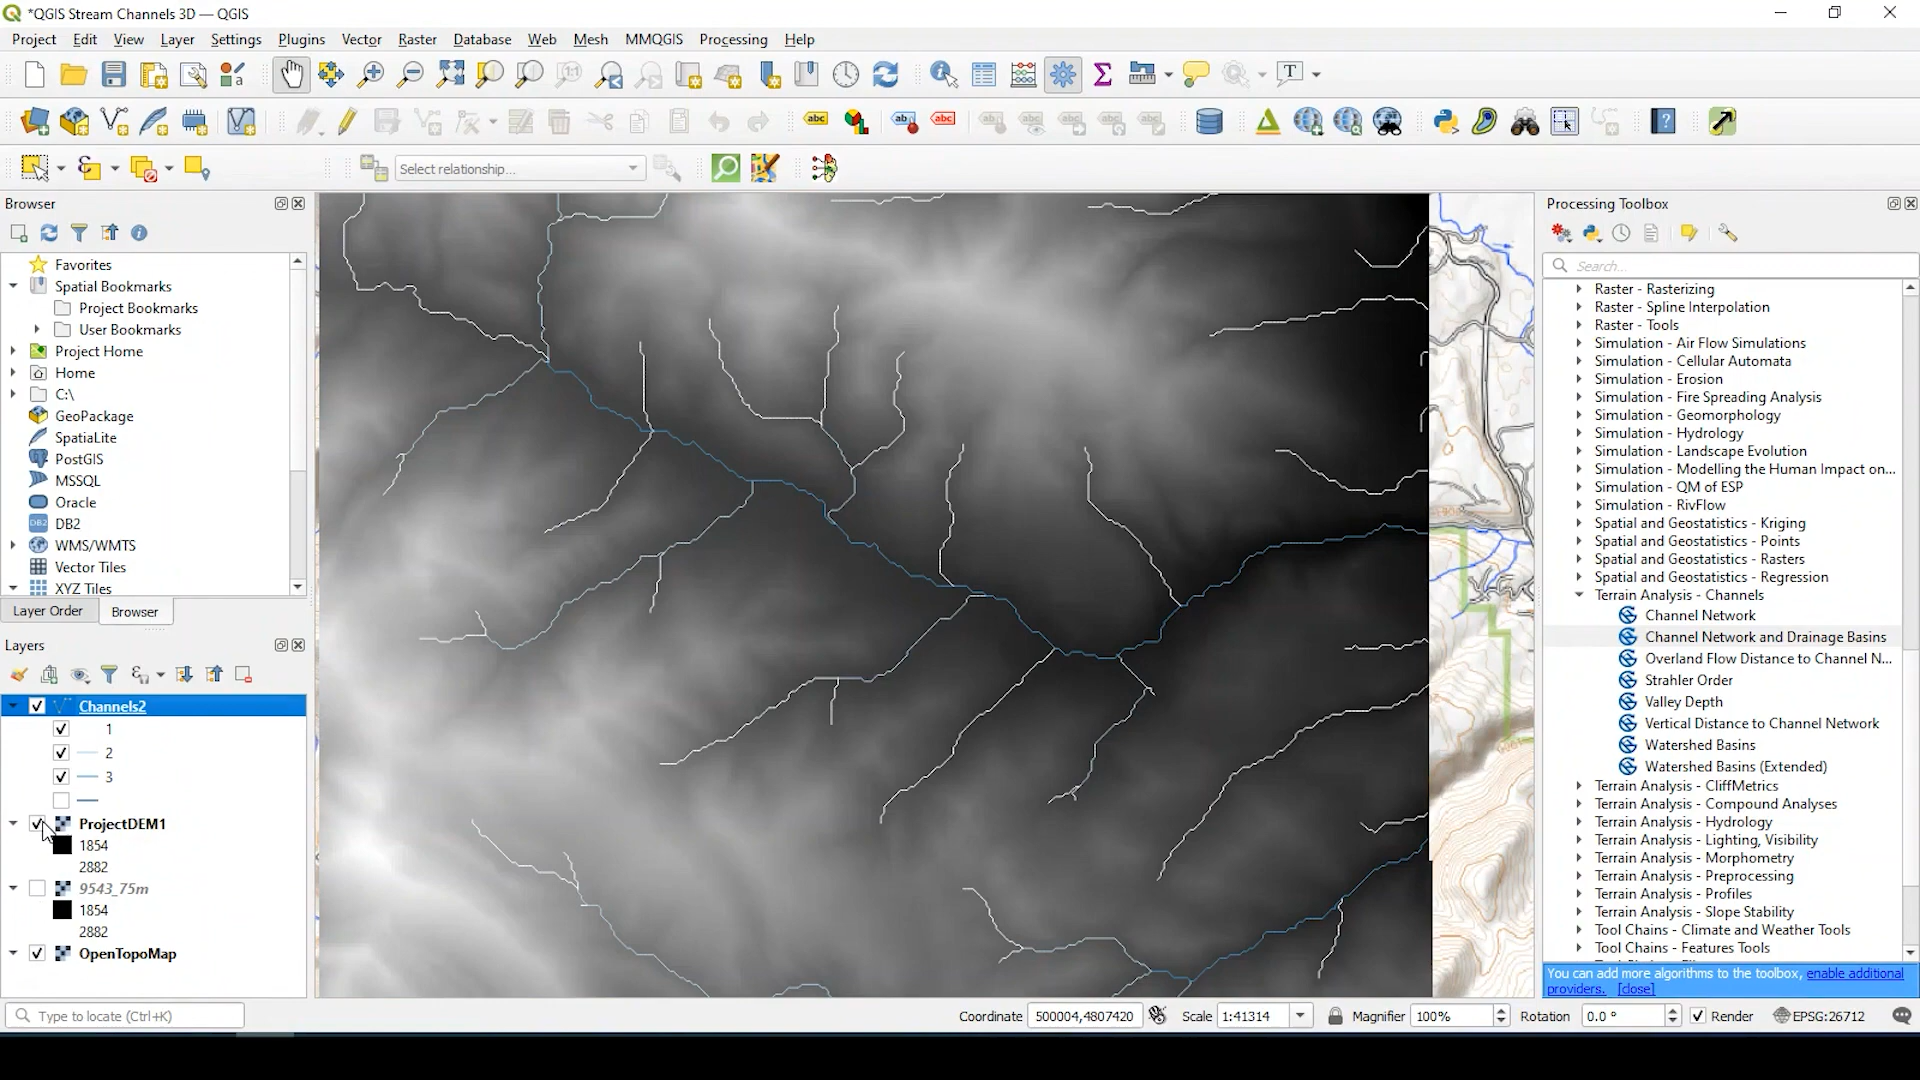 *QGIS Stream Channels 3D — QGIS
Project Edit View Layer Settings Plugins Vector Raster Database Web Mesh MMQGIS Processing Help
Select relationship...
Browser
Favorites
Spatial Bookmarks
Project Bookmarks
User Bookmarks
Project Home
Home
C:\
GeoPackage
SpatiaLite
PostGIS
MSSQL
Oracle
DB2
WMS/WMTS
Vector Tiles
XYZ Tiles
Layer Order Browser
Layers
Channels2
1
2
3
ProjectDEM1
1854
2882
9543_75m
1854
2882
OpenTopoMap
Processing Toolbox
Search...
Raster - Rasterizing
Raster - Spline Interpolation
Raster - Tools
Simulation - Air Flow Simulations
Simulation - Cellular Automata
Simulation - Erosion
Simulation - Fire Spreading Analysis
Simulation - Geomorphology
Simulation - Hydrology
Simulation - Landscape Evolution
Simulation - Modelling the Human Impact on...
Simulation - QM of ESP
Simulation - RivFlow
Spatial and Geostatistics - Kriging
Spatial and Geostatistics - Points
Spatial and Geostatistics - Rasters
Spatial and Geostatistics - Regression
Terrain Analysis - Channels
Channel Network
Channel Network and Drainage Basins
Overland Flow Distance to Channel N...
Strahler Order
Valley Depth
Vertical Distance to Channel Network
Watershed Basins
Watershed Basins (Extended)
Terrain Analysis - CliffMetrics
Terrain Analysis - Compound Analyses
Terrain Analysis - Hydrology
Terrain Analysis - Lighting, Visibility
Terrain Analysis - Morphometry
Terrain Analysis - Preprocessing
Terrain Analysis - Profiles
Terrain Analysis - Slope Stability
Tool Chains - Climate and Weather Tools
Tool Chains - Features Tools
You can add more algorithms to the toolbox, enable additional
providers. [close]
Type to locate (Ctrl+K) Coordinate 500004,4807420 Scale 1:41314 Magnifier 100% Rotation 0.0 ° Render EPSG:26712